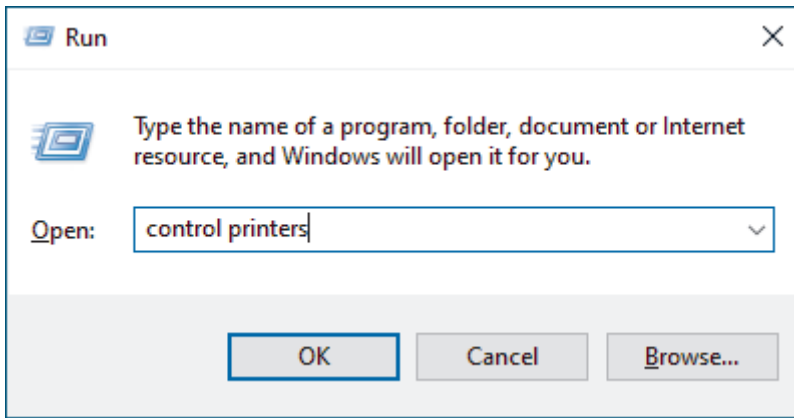 Run
Type the name of a program, folder, document or Internet
resource, and Windows will open it for you.
Open: control printers
OK Cancel Browse...